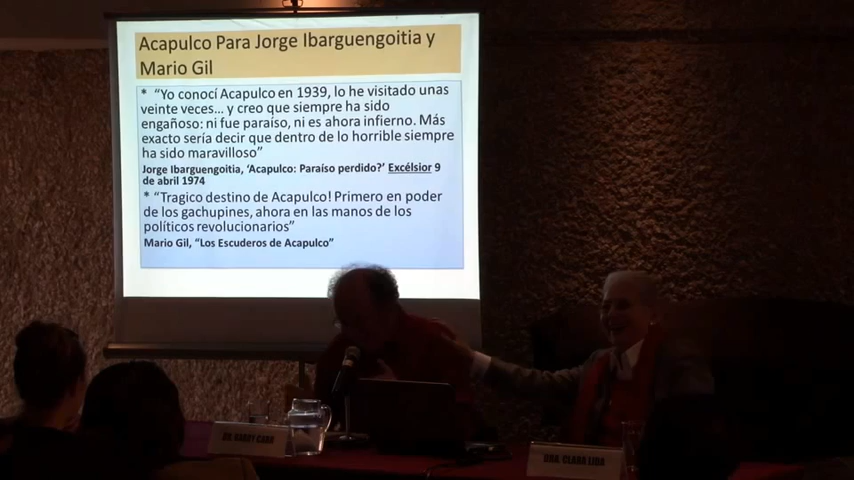 Acapulco Para Jorge Ibarguengoitia y
Mario Gil
* “Yo conocí Acapulco en 1939, lo he visitado unas
veinte veces… y creo que siempre ha sido
engañoso: ni fue paraíso, ni es ahora infierno. Más
exacto sería decir que dentro de lo horrible siempre
ha sido maravilloso”
Jorge Ibarguengoitia, ‘Acapulco: Paraíso perdido?’ Excélsior 9
de abril 1974
* “Tragico destino de Acapulco! Primero en poder
de los gachupines, ahora en las manos de los
políticos revolucionarios”
Mario Gil, “Los Escuderos de Acapulco”
DR. BARRY CARR
DRA. CLARA LIDA